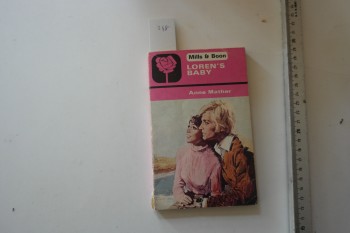 Mills & Boon
LOREN'S
BABY
Anne Mather